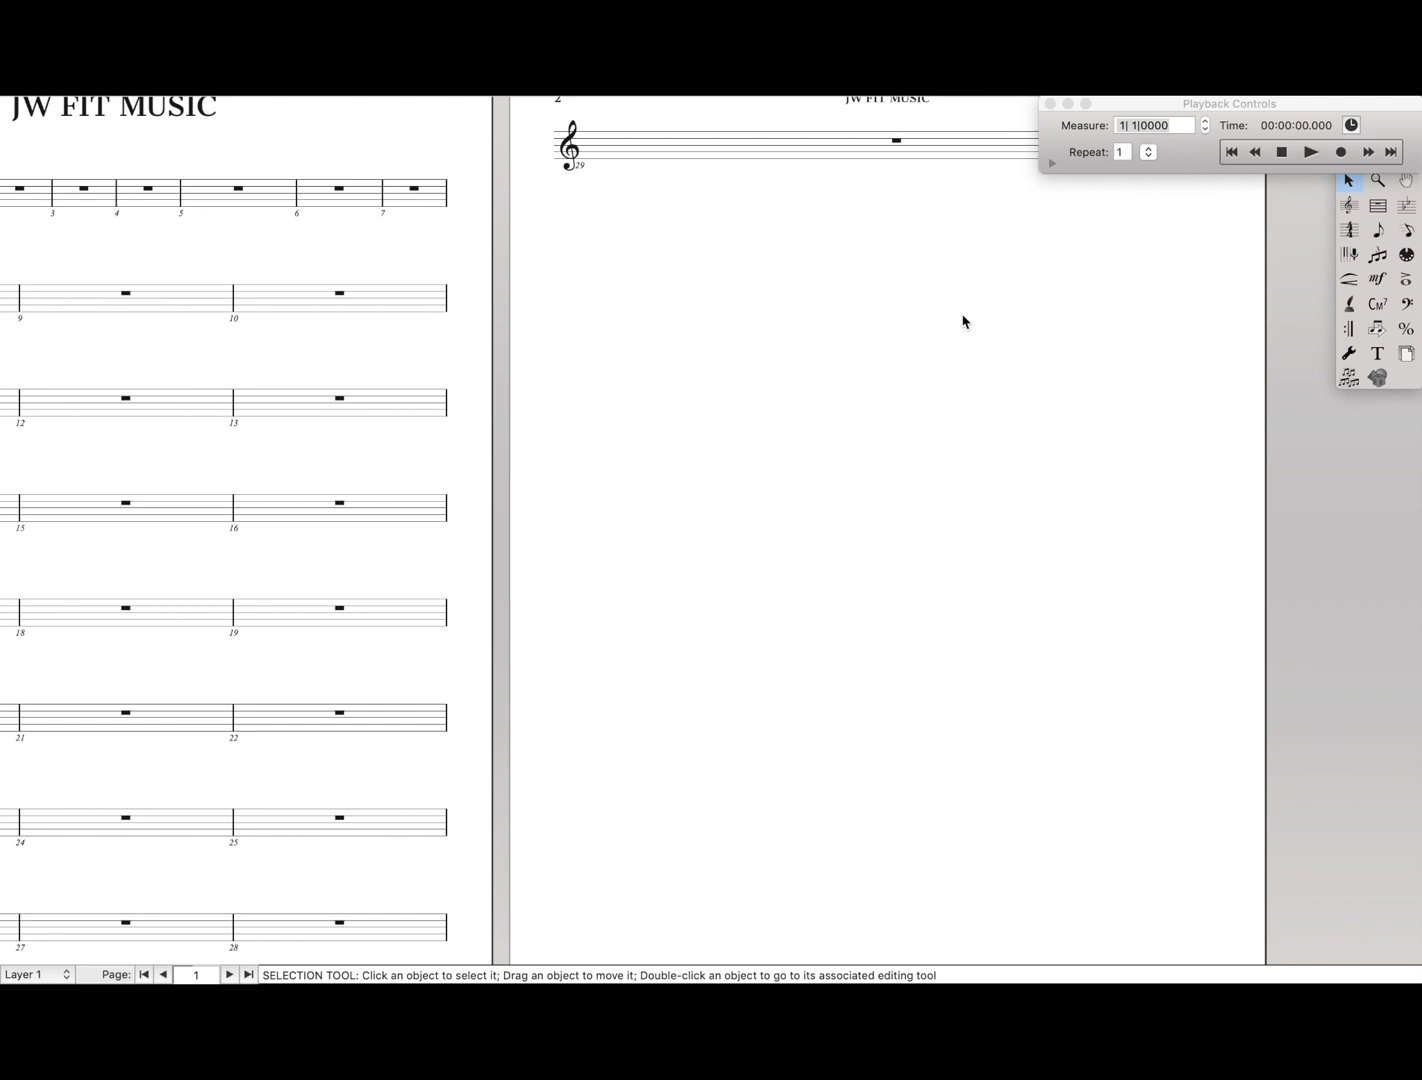 JW FIT MUSIC
3 4 5 6 7
9 10
12 13
15 16
18 19
21 22
24 25
27 28
2 JW FIT MUSIC
29
Playback Controls
Measure: 1| 1|0000 Time: 00:00:00.000
Repeat: 1
mf
CM7
%
T
Layer 1 Page: 1 SELECTION TOOL: Click an object to select it; Drag an object to move it; Double-click an object to go to its associated editing tool